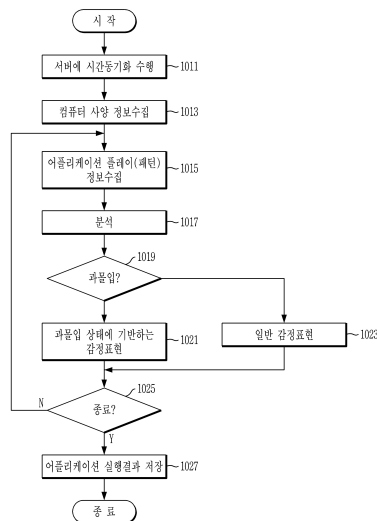 시 작
서버에 시간동기화 수행
1011
컴퓨터 사양 정보수집
1013
어플리케이션 플레이(패턴)
정보수집
1015
분석
1017
과몰입?
1019
과몰입 상태에 기반하는
감정표현
1021
일반 감정표현
1023
종료?
1025
N
Y
어플리케이션 실행결과 저장
1027
종 료